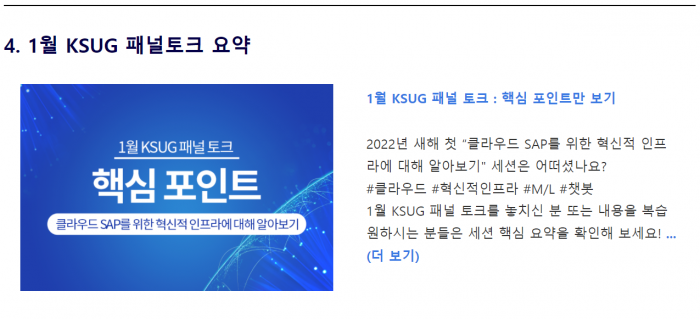 4. 1월 KSUG 패널토크 요약
1월 KSUG 패널 토크
핵심 포인트
클라우드 SAP를 위한 혁신적 인프라에 대해 알아보기
1월 KSUG 패널 토크 : 핵심 포인트만 보기
2022년 새해 첫 "클라우드 SAP를 위한 혁신적 인프
라에 대해 알아보기" 세션은 어떠셨나요?
#클라우드 #혁신적인프라 #M/L #챗봇
1월 KSUG 패널 토크를 놓치신 분 또는 내용을 복습
원하시는 분들은 세션 핵심 요약을 확인해 보세요! ...
(더 보기)